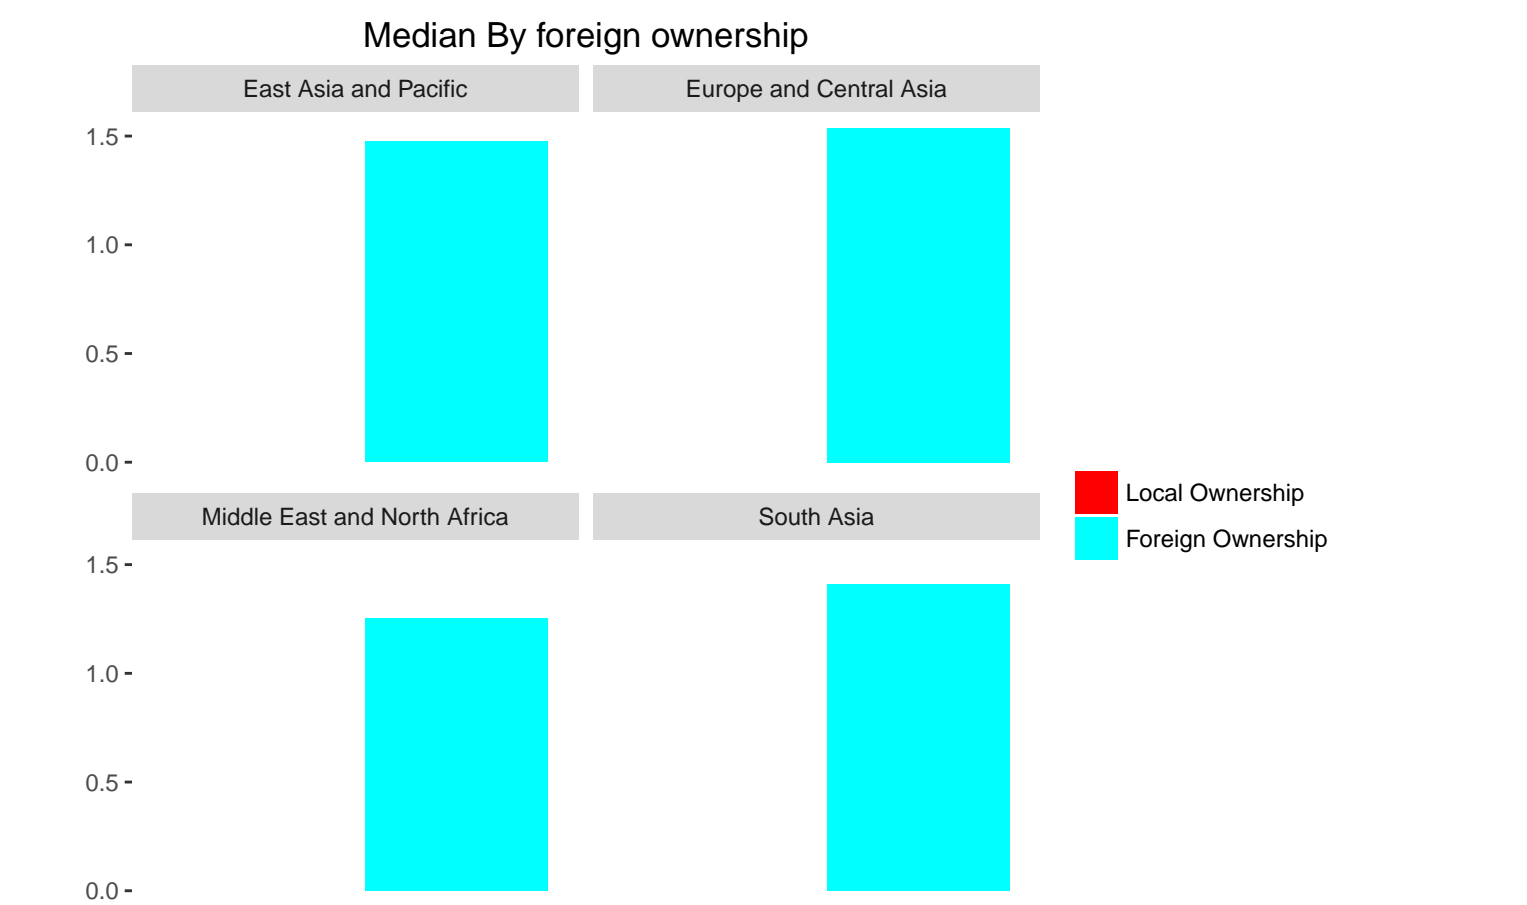 Median By foreign ownership
East Asia and Pacific
Europe and Central Asia
1.5
1.0
0.5
0.0
Middle East and North Africa
South Asia
1.5
1.0
0.5
0.0
Local Ownership
Foreign Ownership